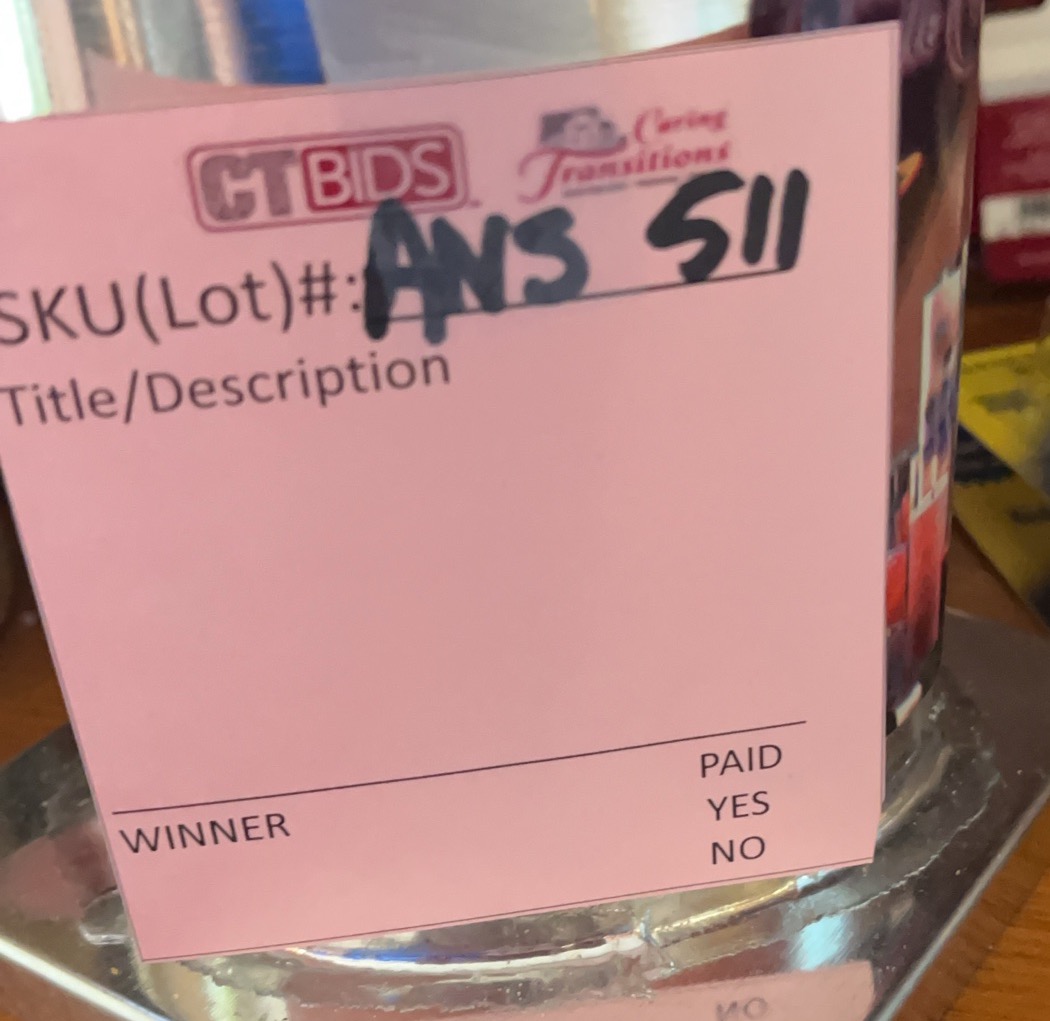 CTBIDS
Caring
Transitions
SKU(Lot)#: ANS 511
Title/Description
PAID
WINNER
YES
NO